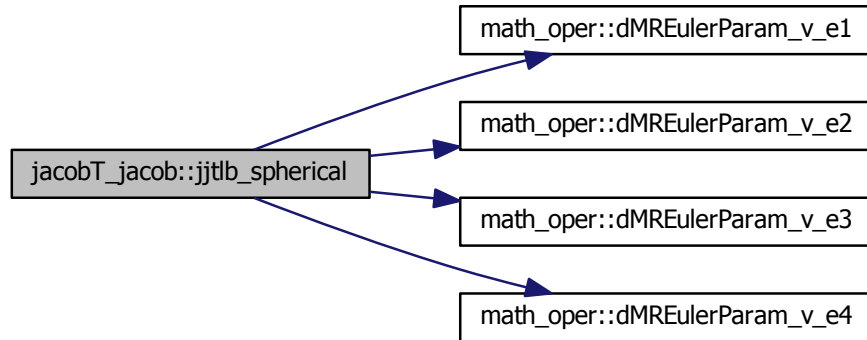 math_oper::dMREulerParam_v_e1
math_oper::dMREulerParam_v_e2
jacobT_jacob::jjtlb_spherical
math_oper::dMREulerParam_v_e3
math_oper::dMREulerParam_v_e4